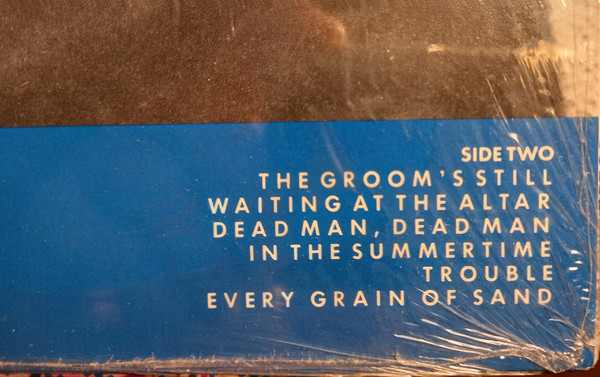 SIDE TWO
THE GROOM'S STILL
WAITING AT THE ALTAR
DEAD MAN, DEAD MAN
IN THE SUMMERTIME
TROUBLE
EVERY GRAIN OF SAND